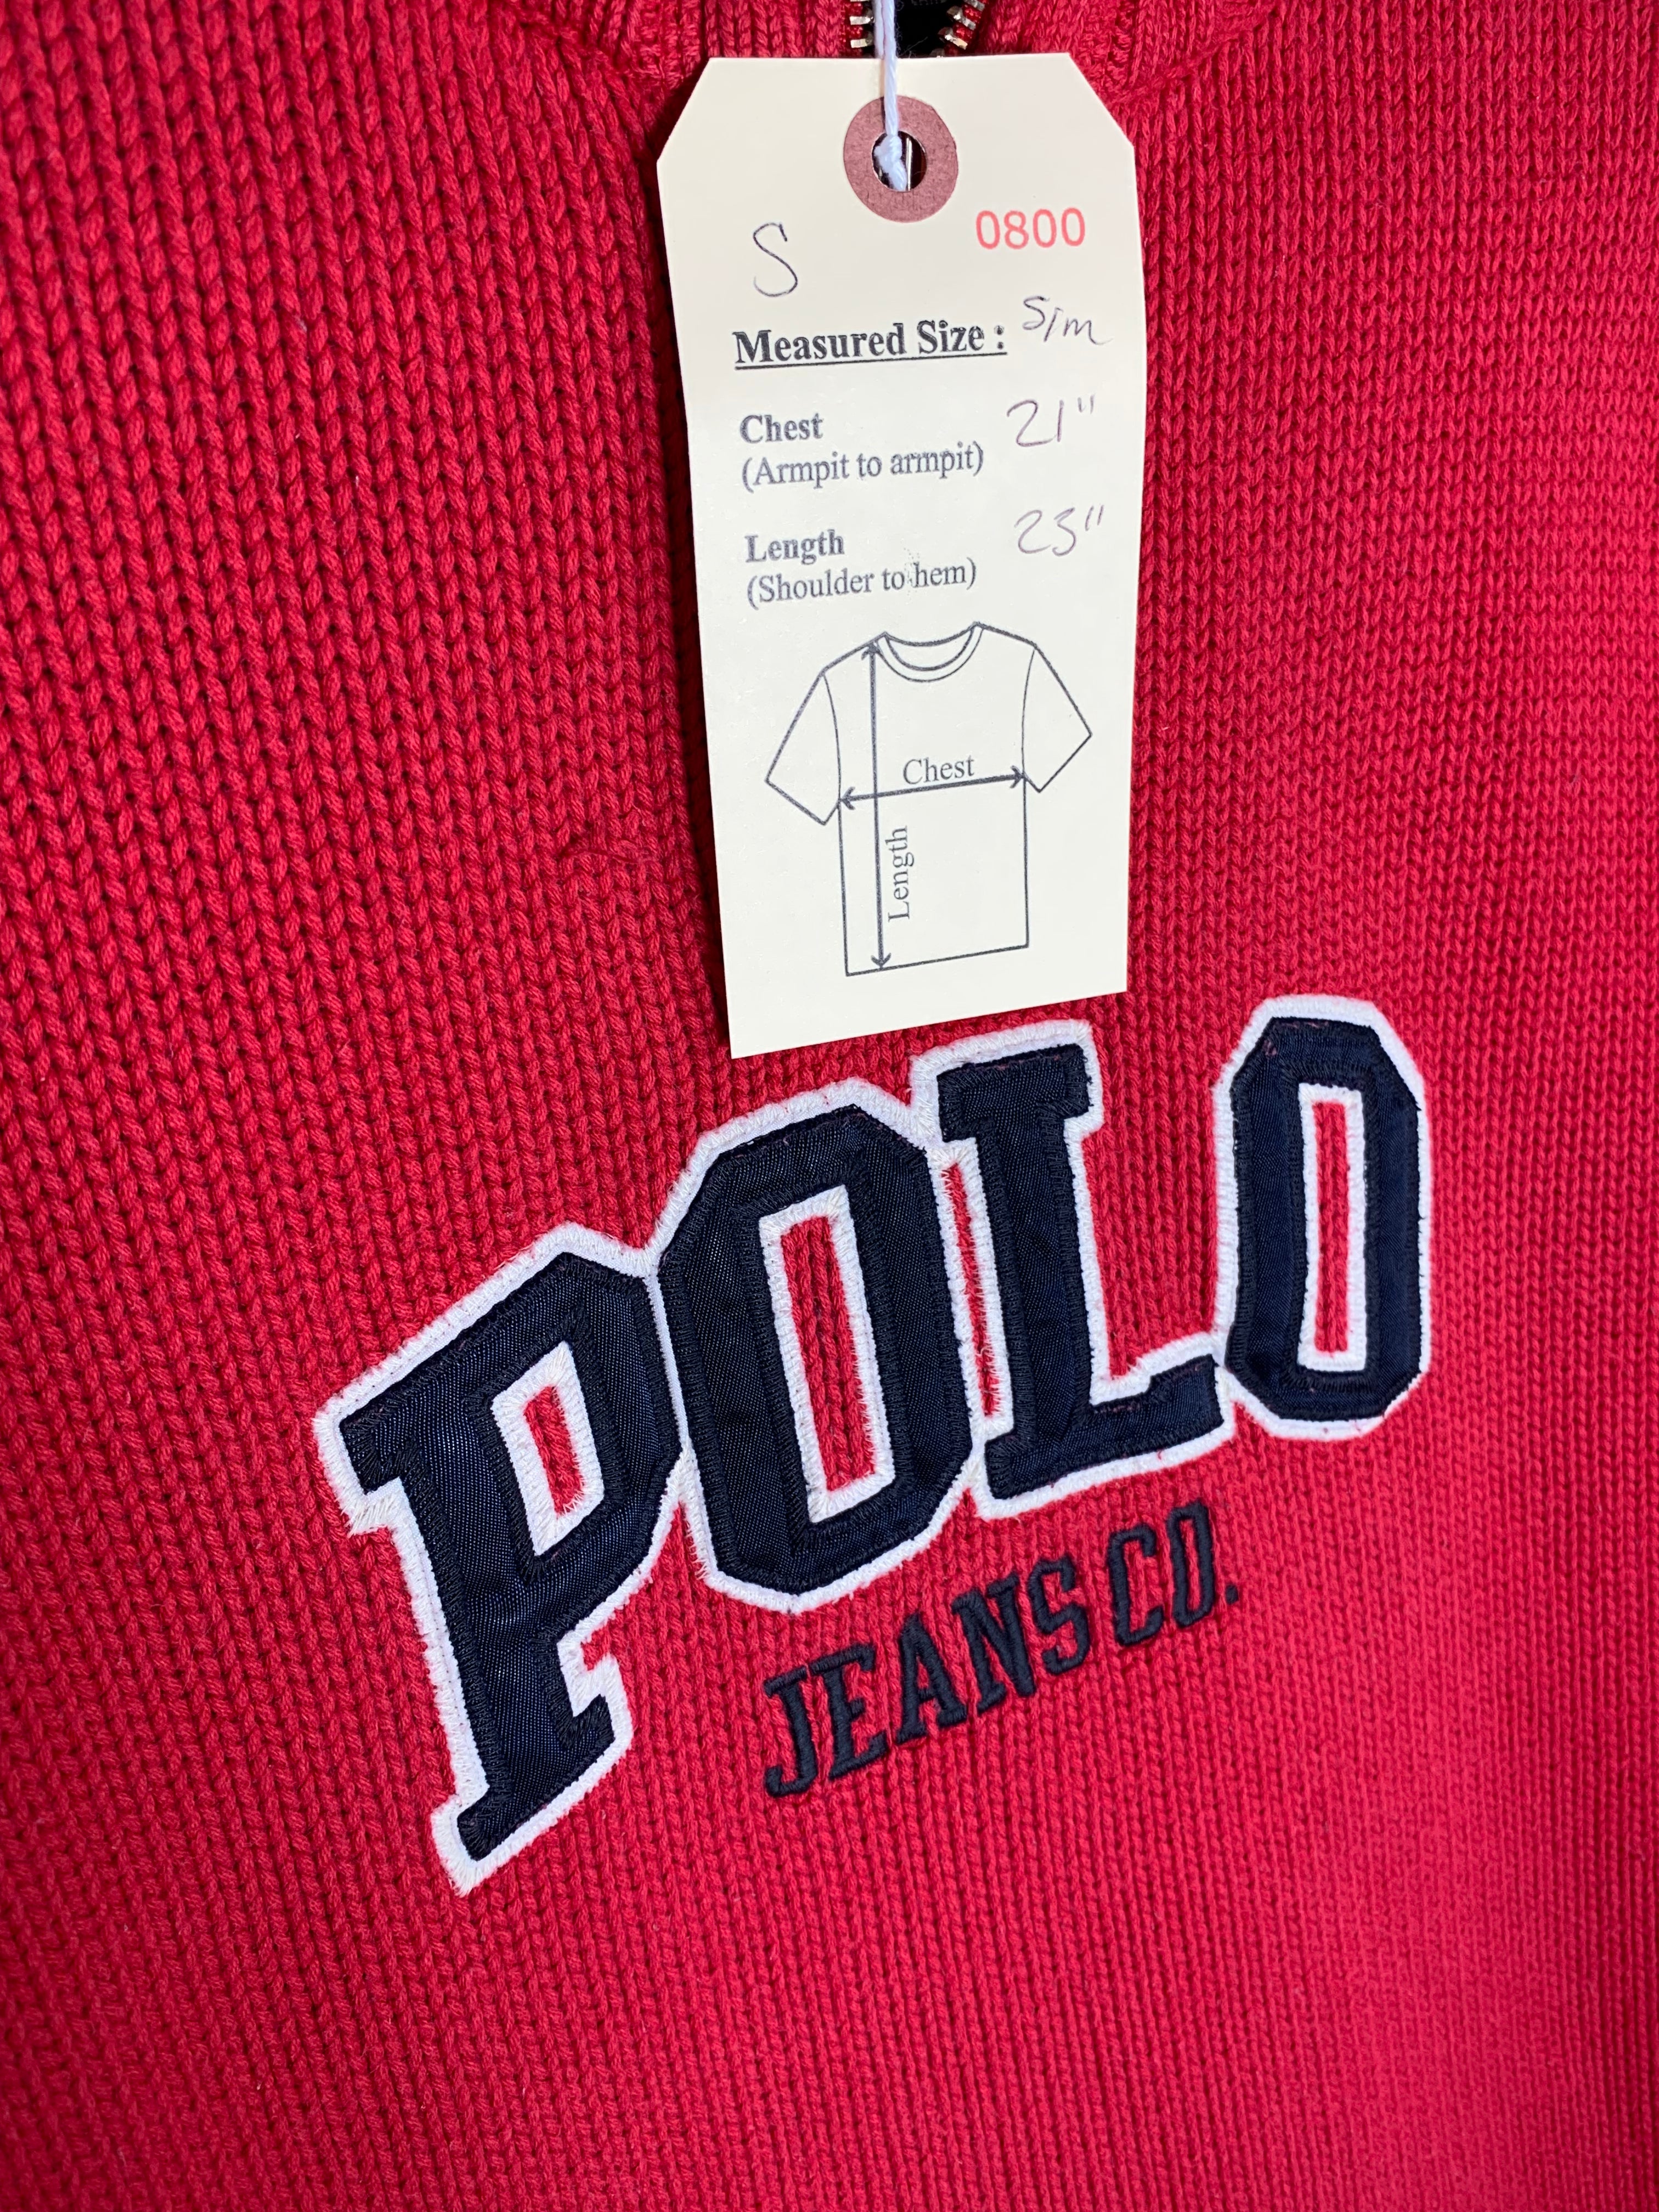 S 0800
Measured Size : S/m
Chest 21"
(Armpit to armpit)
Length 23"
(Shoulder to hem)
Chest
Length
POLO
JEANS CO.